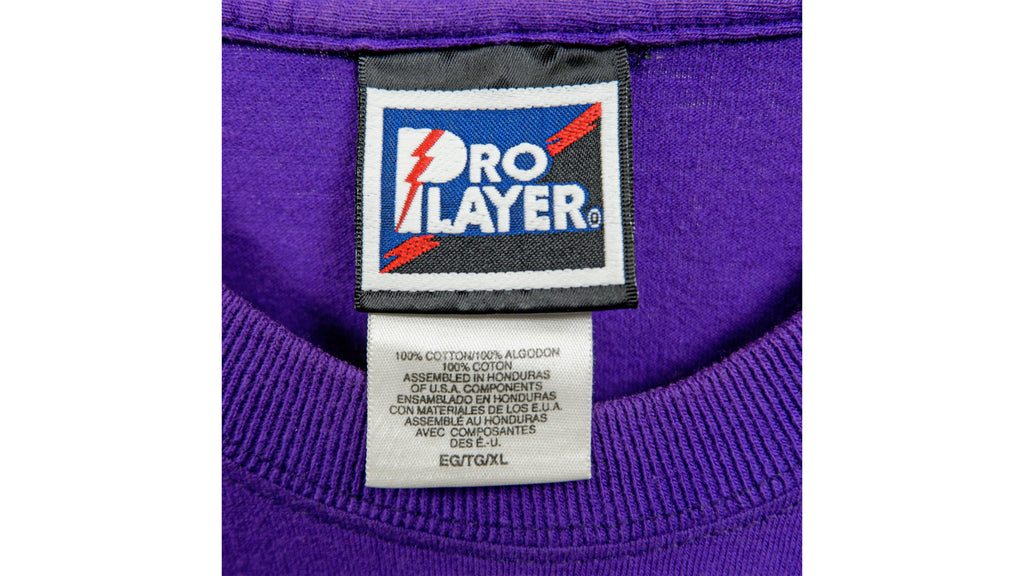 PRO
PLAYER®
100% COTTON/100% ALGODON
100% COTON
ASSEMBLED IN HONDURAS
OF U.S.A. COMPONENTS
ENSAMBLADO EN HONDURAS
CON MATERIALES DE LOS E.U.A.
ASSEMBLÉ AU HONDURAS
AVEC COMPOSANTES
DES É.-U.
EG/TG/XL